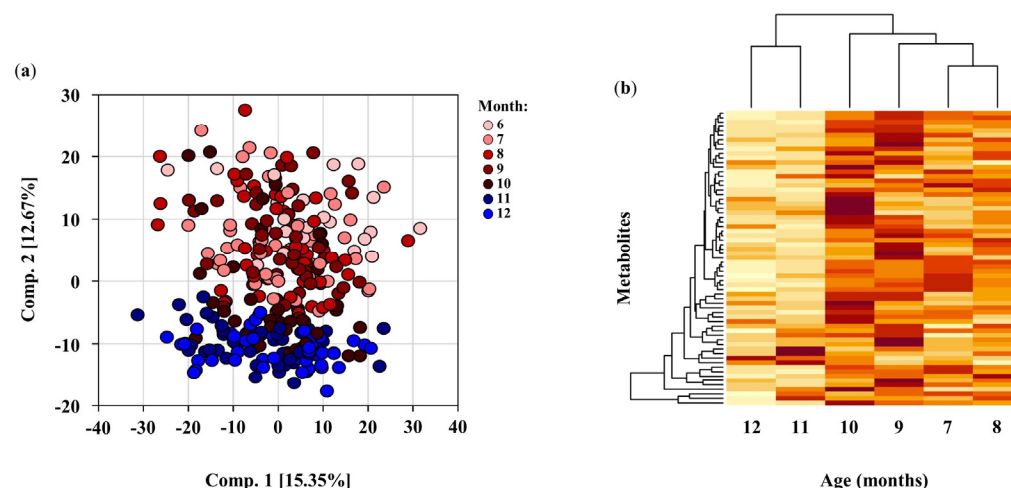 (a)
30
20
10
0
-10
-20
-40 -30 -20 -10 0 10 20 30 40
Comp. 2 [12.67%]
Comp. 1 [15.35%]
Month:
6
7
8
9
10
11
12
(b)
Metabolites
12 11 10 9 7 8
Age (months)